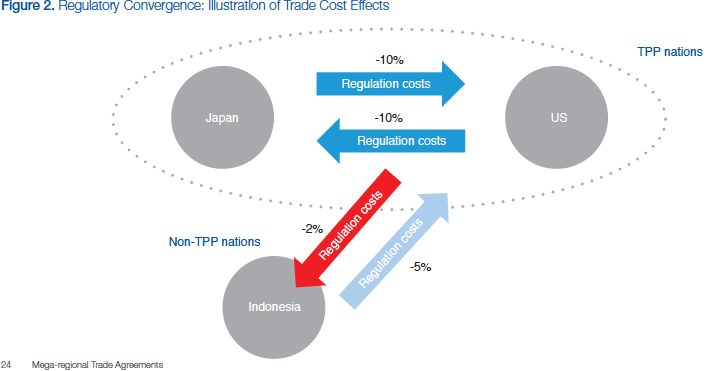 Figure 2. Regulatory Convergence: Illustration of Trade Cost Effects
TPP nations
-10%
Regulation costs
Japan
US
-10%
Regulation costs
-2%
Regulation costs
Regulation costs
-5%
Non-TPP nations
Indonesia
24 Mega-regional Trade Agreements